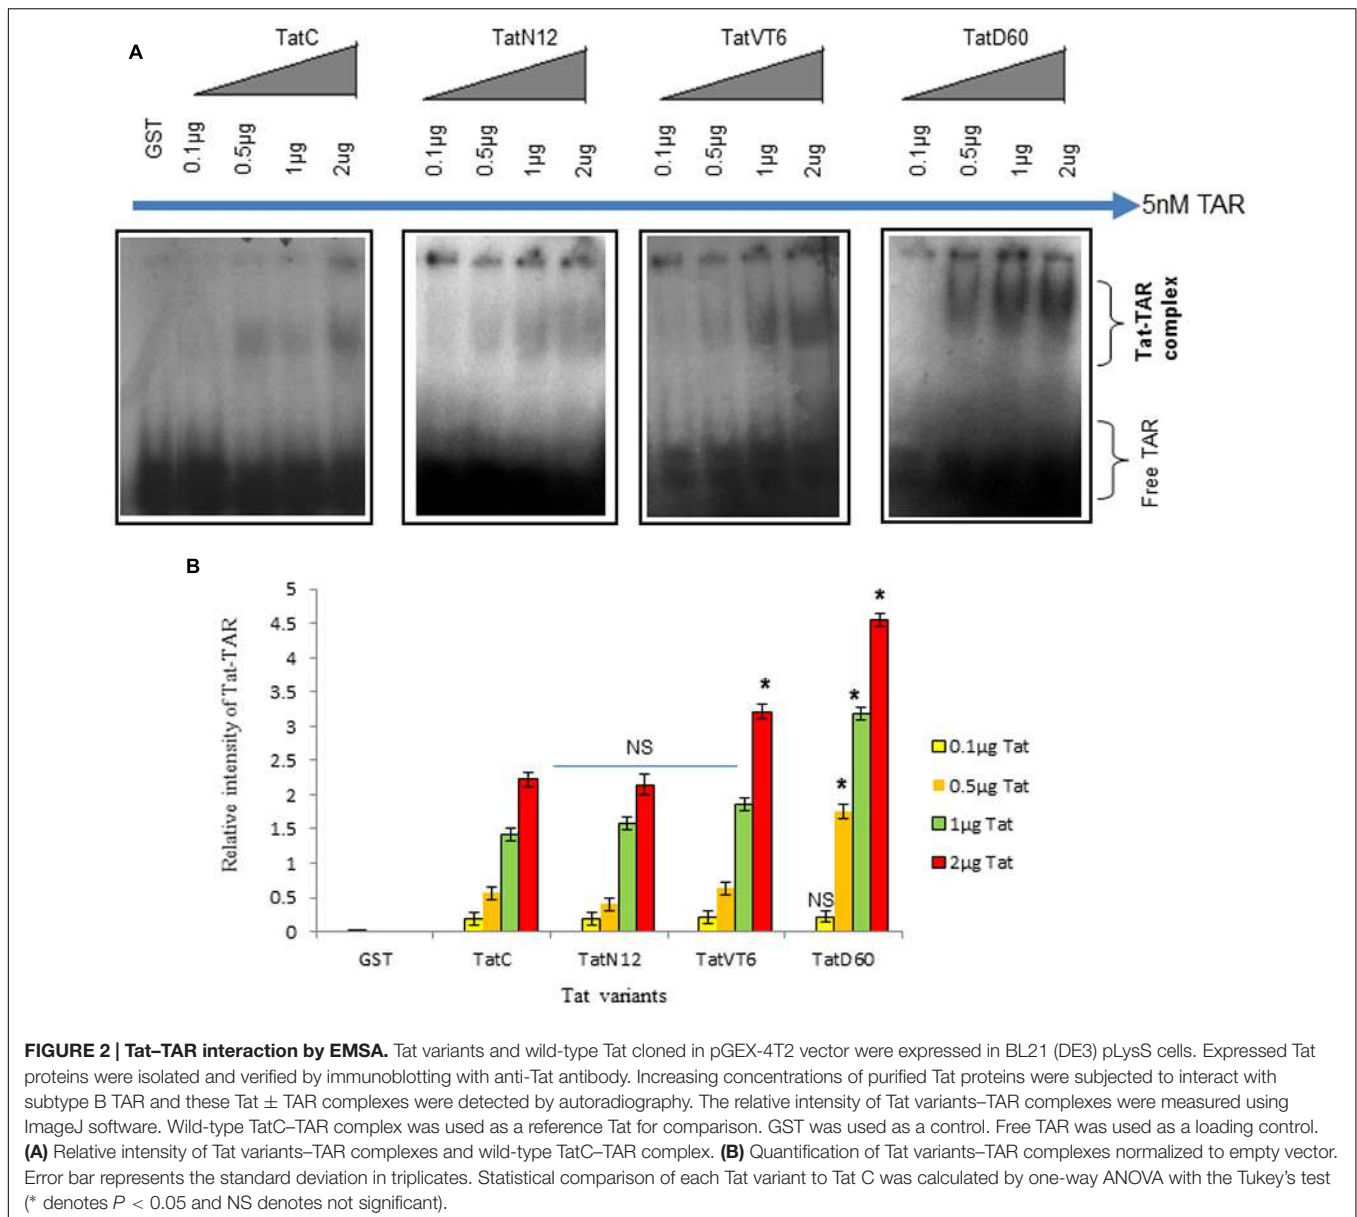 A
TatC TatN12 TatVT6 TatD60
GST 0.1µg 0.5µg 1µg 2ug 0.1µg 0.5µg 1µg 2ug 0.1µg 0.5µg 1µg 2ug 0.1µg 0.5µg 1µg 2ug
5nM TAR
Tat-TAR
complex
Free TAR
B
Relative intensity of Tat-TAR
5
4.5
4
3.5
3
2.5
2
1.5
1
0.5
0
NS
*
NS
*
*
*
GST TatC TatN12 TatVT6 TatD60
Tat variants
0.1µg Tat
0.5µg Tat
1µg Tat
2µg Tat
FIGURE 2 | Tat–TAR interaction by EMSA. Tat variants and wild-type Tat cloned in pGEX-4T2 vector were expressed in BL21 (DE3) pLysS cells. Expressed Tat
proteins were isolated and verified by immunoblotting with anti-Tat antibody. Increasing concentrations of purified Tat proteins were subjected to interact with
subtype B TAR and these Tat ± TAR complexes were detected by autoradiography. The relative intensity of Tat variants–TAR complexes were measured using
ImageJ software. Wild-type TatC–TAR complex was used as a reference Tat for comparison. GST was used as a control. Free TAR was used as a loading control.
(A) Relative intensity of Tat variants–TAR complexes and wild-type TatC–TAR complex. (B) Quantification of Tat variants–TAR complexes normalized to empty vector.
Error bar represents the standard deviation in triplicates. Statistical comparison of each Tat variant to Tat C was calculated by one-way ANOVA with the Tukey's test
(* denotes P < 0.05 and NS denotes not significant).